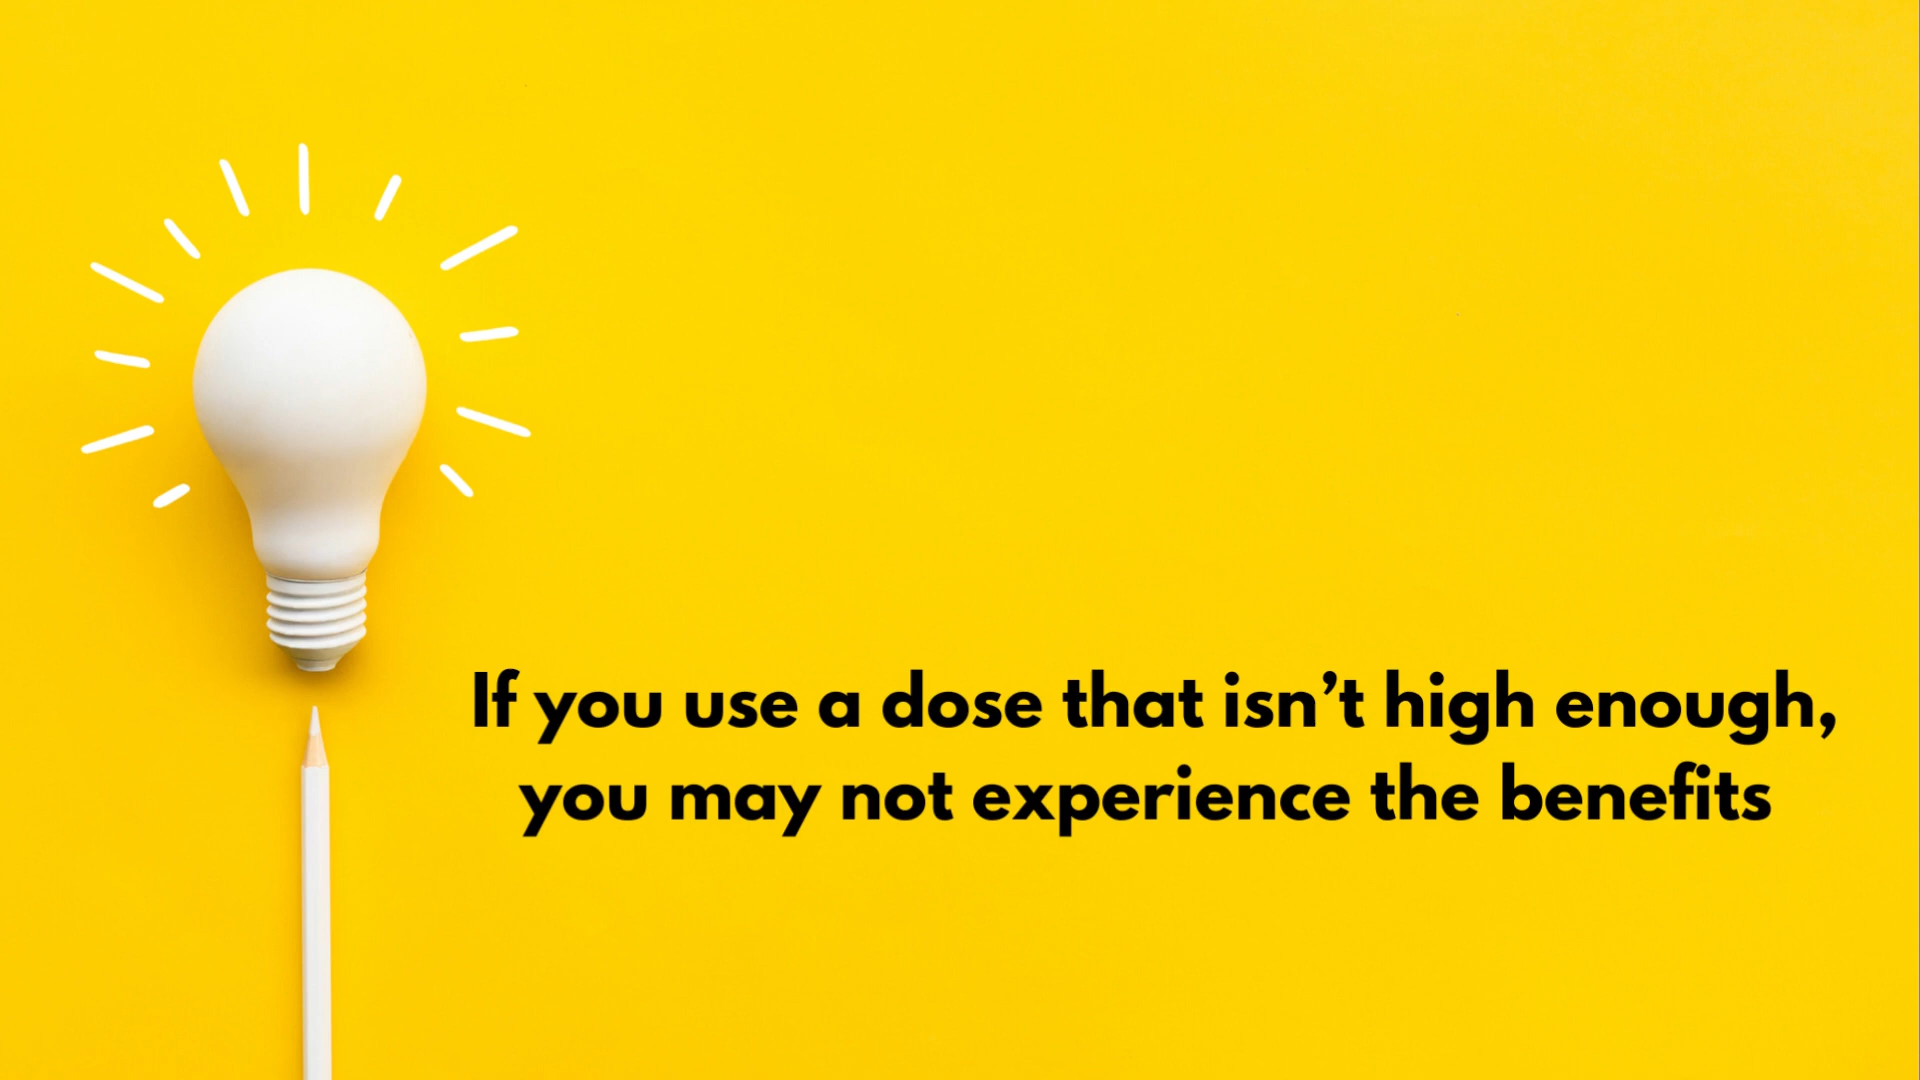 If you use a dose that isn’t high enough,
you may not experience the benefits